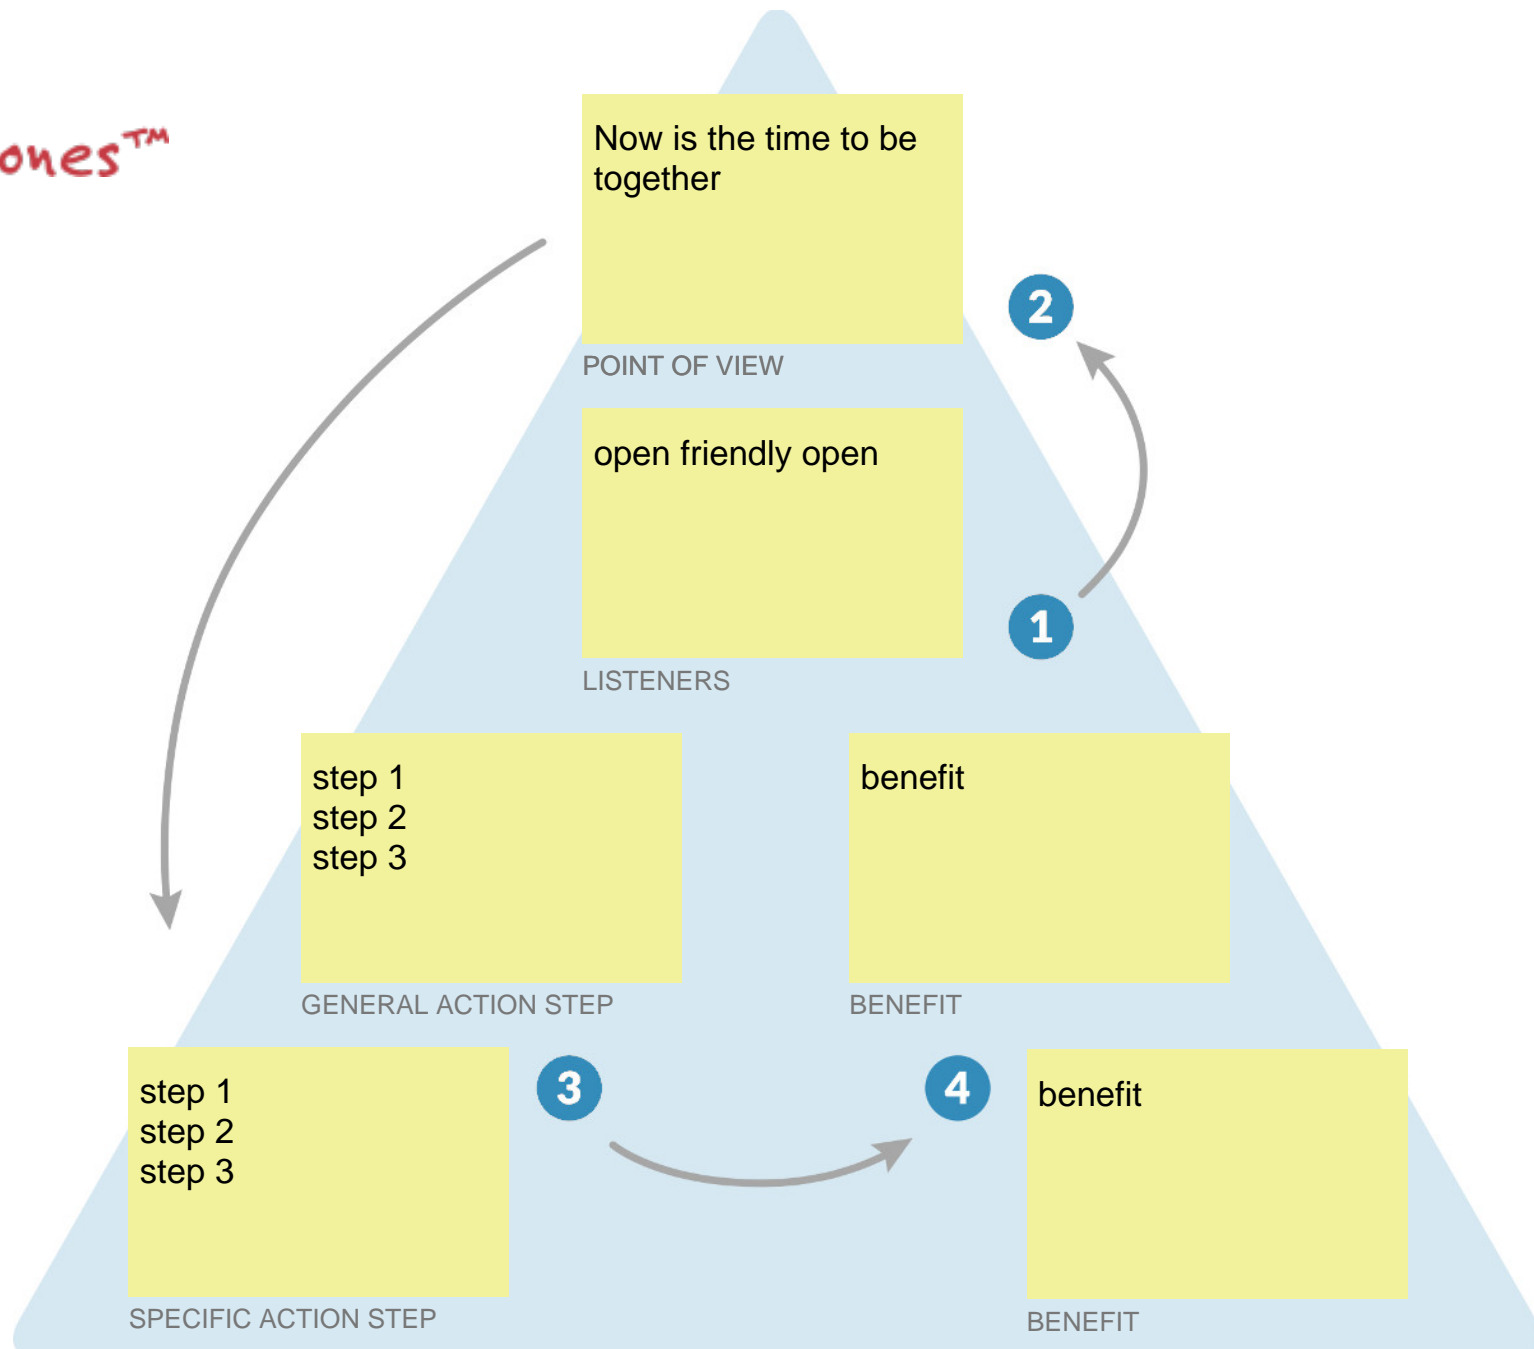 ones™
Now is the time to be
together
2
POINT OF VIEW
open friendly open
1
LISTENERS
step 1
step 2
step 3
benefit
GENERAL ACTION STEP
BENEFIT
step 1
step 2
step 3
3
4
benefit
SPECIFIC ACTION STEP
BENEFIT